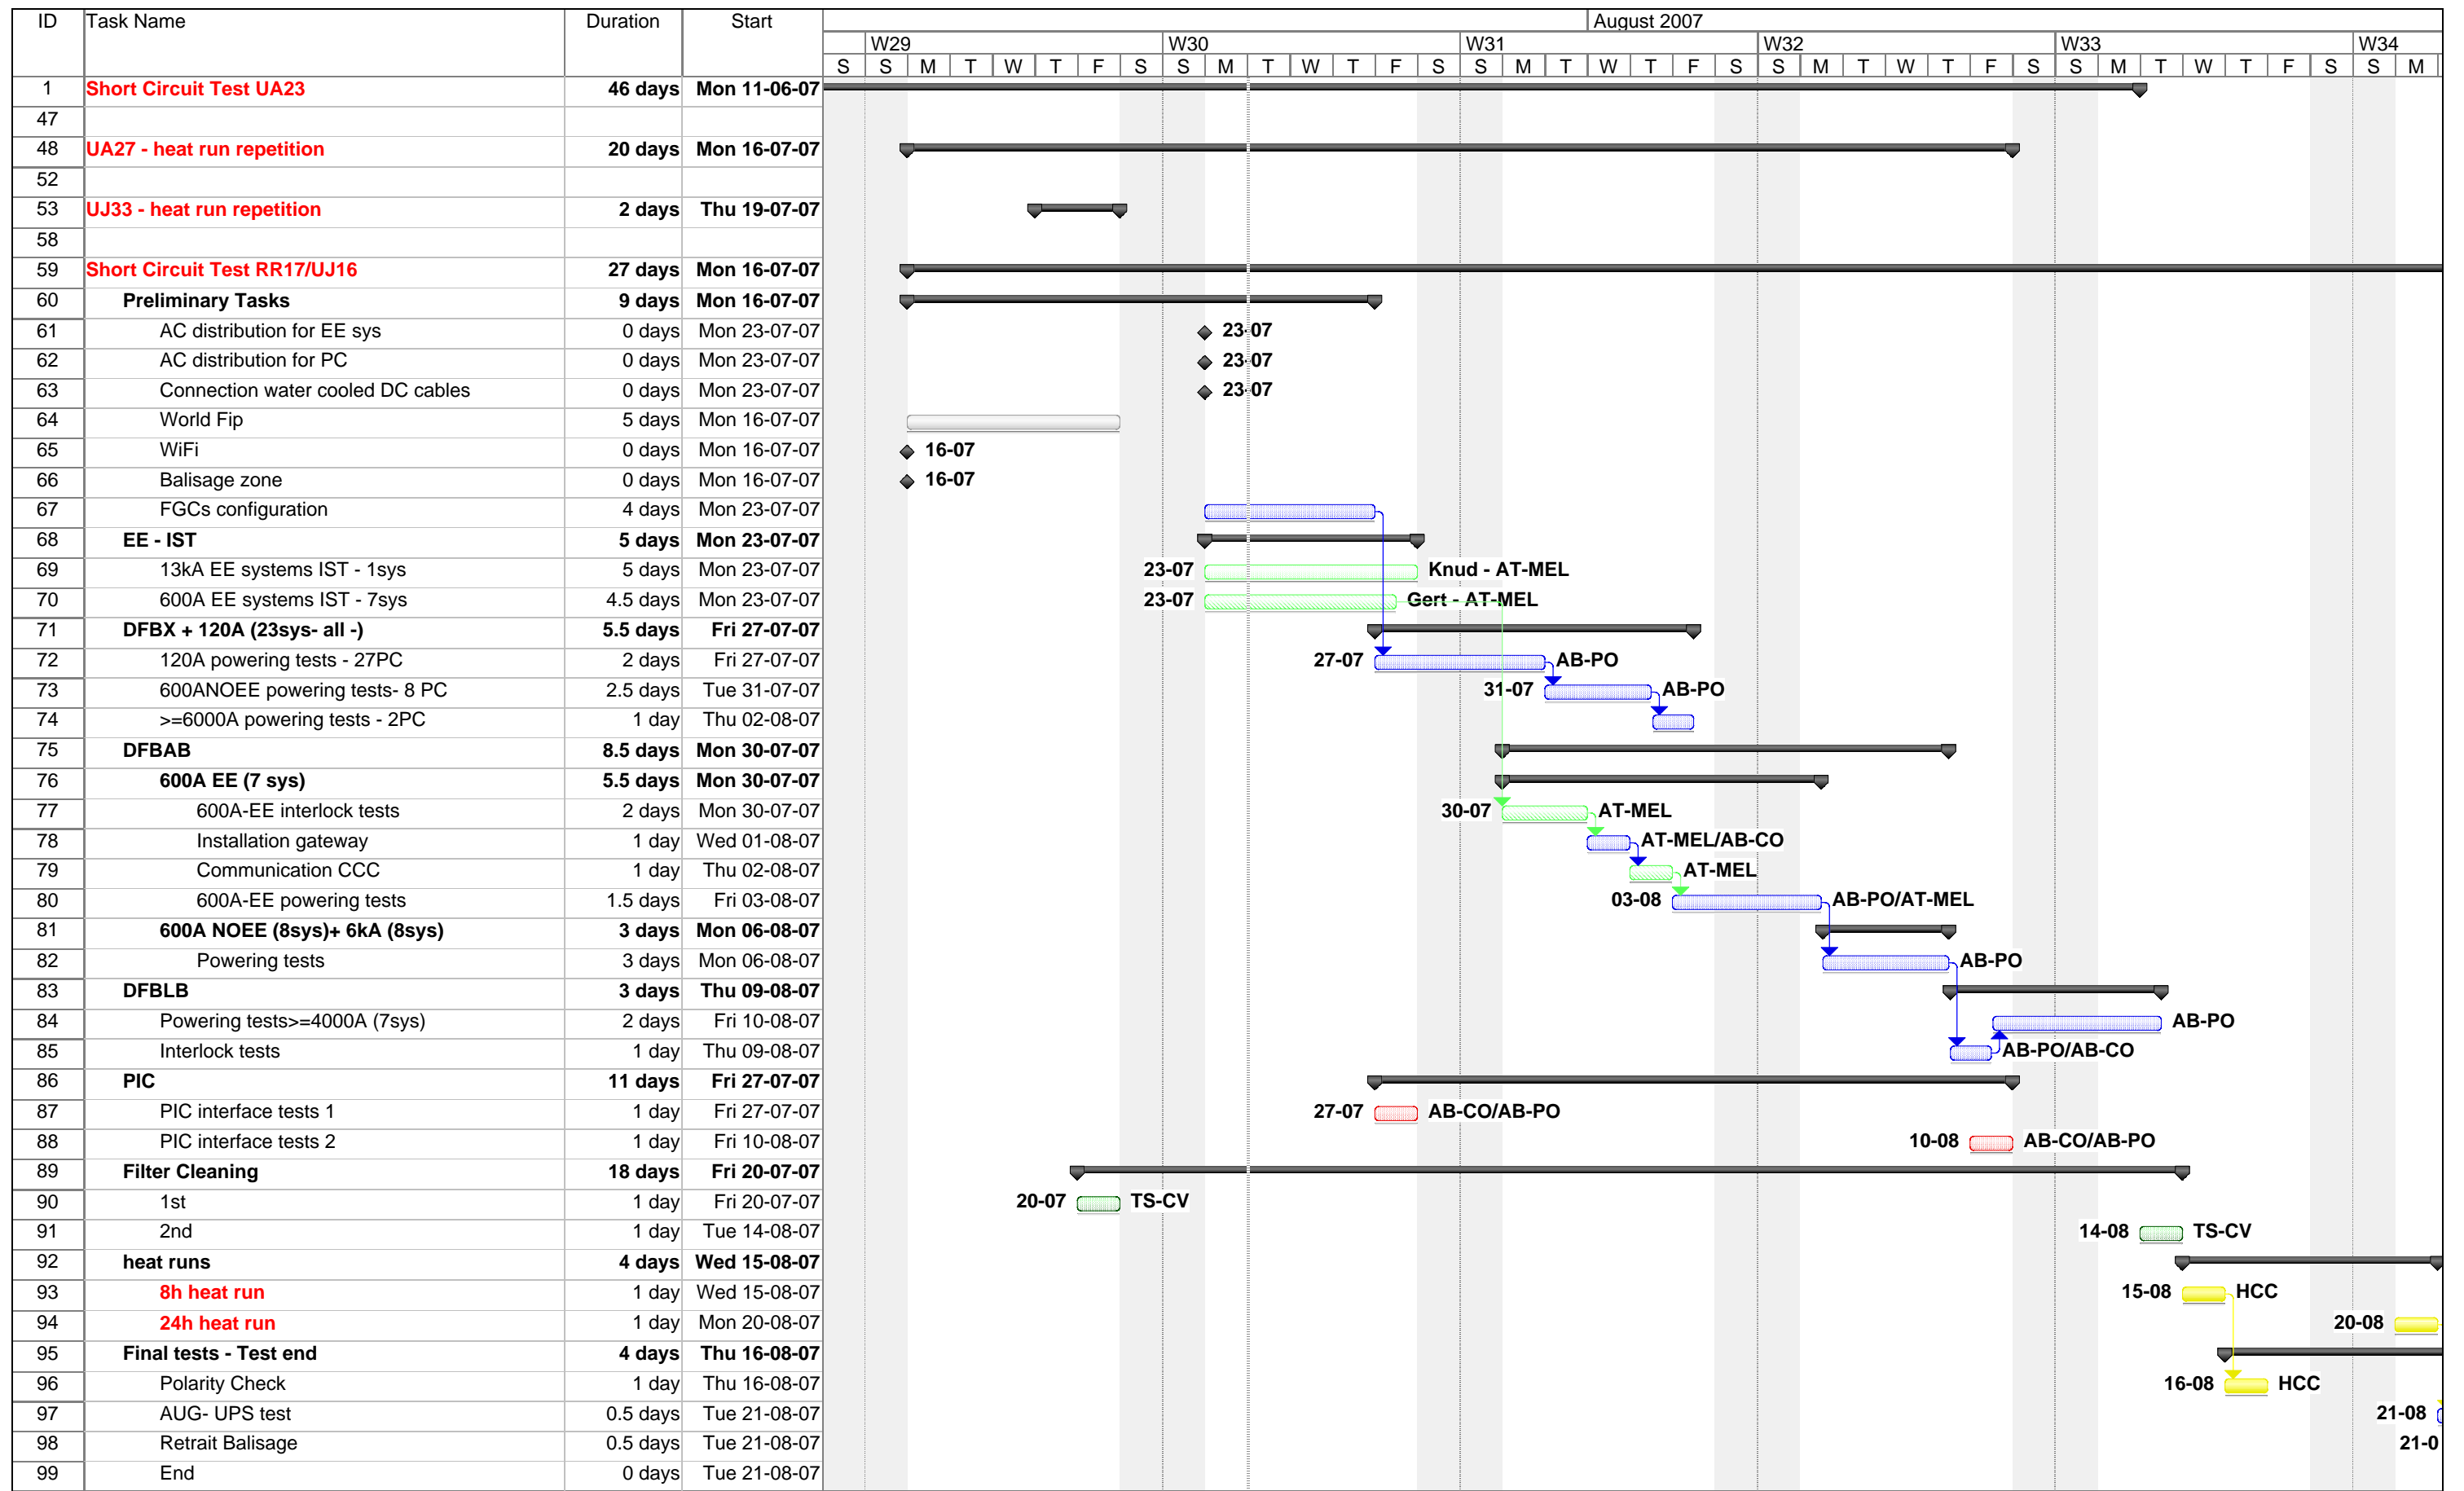 ID Task Name Duration Start August 2007
W29 W30 W31 W32 W33 W34
S S M T W T F S S M T W T F S S M T W T F S S M T W T F S S M T W T F S S M
1 Short Circuit Test UA23 46 days Mon 11-06-07
47
48 UA27 - heat run repetition 20 days Mon 16-07-07
52
53 UJ33 - heat run repetition 2 days Thu 19-07-07
58
59 Short Circuit Test RR17/UJ16 27 days Mon 16-07-07
60 Preliminary Tasks 9 days Mon 16-07-07
61 AC distribution for EE sys 0 days Mon 23-07-07 23-07
62 AC distribution for PC 0 days Mon 23-07-07 23-07
63 Connection water cooled DC cables 0 days Mon 23-07-07 23-07
64 World Fip 5 days Mon 16-07-07
65 WiFi 0 days Mon 16-07-07 16-07
66 Balisage zone 0 days Mon 16-07-07 16-07
67 FGCs configuration 4 days Mon 23-07-07
68 EE - IST 5 days Mon 23-07-07
69 13kA EE systems IST - 1sys 5 days Mon 23-07-07 23-07 Knud - AT-MEL
70 600A EE systems IST - 7sys 4.5 days Mon 23-07-07 23-07 Gert - AT-MEL
71 DFBX + 120A (23sys- all -) 5.5 days Fri 27-07-07
72 120A powering tests - 27PC 2 days Fri 27-07-07 27-07 AB-PO
73 600ANOEE powering tests- 8 PC 2.5 days Tue 31-07-07 31-07 AB-PO
74 >=6000A powering tests - 2PC 1 day Thu 02-08-07
75 DFBAB 8.5 days Mon 30-07-07
76 600A EE (7 sys) 5.5 days Mon 30-07-07
77 600A-EE interlock tests 2 days Mon 30-07-07 30-07 AT-MEL
78 Installation gateway 1 day Wed 01-08-07 AT-MEL/AB-CO
79 Communication CCC 1 day Thu 02-08-07 AT-MEL
80 600A-EE powering tests 1.5 days Fri 03-08-07 03-08 AB-PO/AT-MEL
81 600A NOEE (8sys)+ 6kA (8sys) 3 days Mon 06-08-07
82 Powering tests 3 days Mon 06-08-07 AB-PO
83 DFBLB 3 days Thu 09-08-07
84 Powering tests>=4000A (7sys) 2 days Fri 10-08-07 AB-PO
85 Interlock tests 1 day Thu 09-08-07 AB-PO/AB-CO
86 PIC 11 days Fri 27-07-07
87 PIC interface tests 1 1 day Fri 27-07-07 27-07 AB-CO/AB-PO
88 PIC interface tests 2 1 day Fri 10-08-07 10-08 AB-CO/AB-PO
89 Filter Cleaning 18 days Fri 20-07-07
90 1st 1 day Fri 20-07-07 20-07 TS-CV
91 2nd 1 day Tue 14-08-07 14-08 TS-CV
92 heat runs 4 days Wed 15-08-07
93 8h heat run 1 day Wed 15-08-07 15-08 HCC
94 24h heat run 1 day Mon 20-08-07 20-08
95 Final tests - Test end 4 days Thu 16-08-07
96 Polarity Check 1 day Thu 16-08-07 16-08 HCC
97 AUG- UPS test 0.5 days Tue 21-08-07 21-08
98 Retrait Balisage 0.5 days Tue 21-08-07 21-0
99 End 0 days Tue 21-08-07